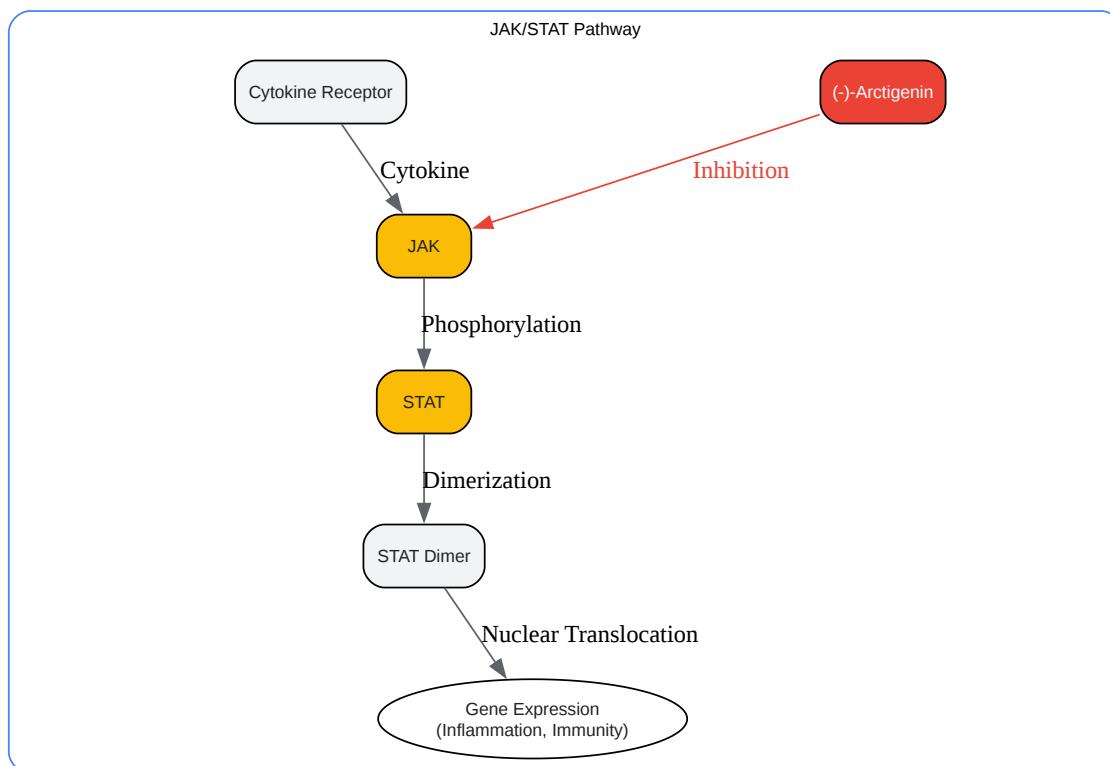 JAK/STAT Pathway
Cytokine Receptor
(-)-Arctigenin
Cytokine
Inhibition
JAK
Phosphorylation
STAT
Dimerization
STAT Dimer
Nuclear Translocation
Gene Expression
(Inflammation, Immunity)